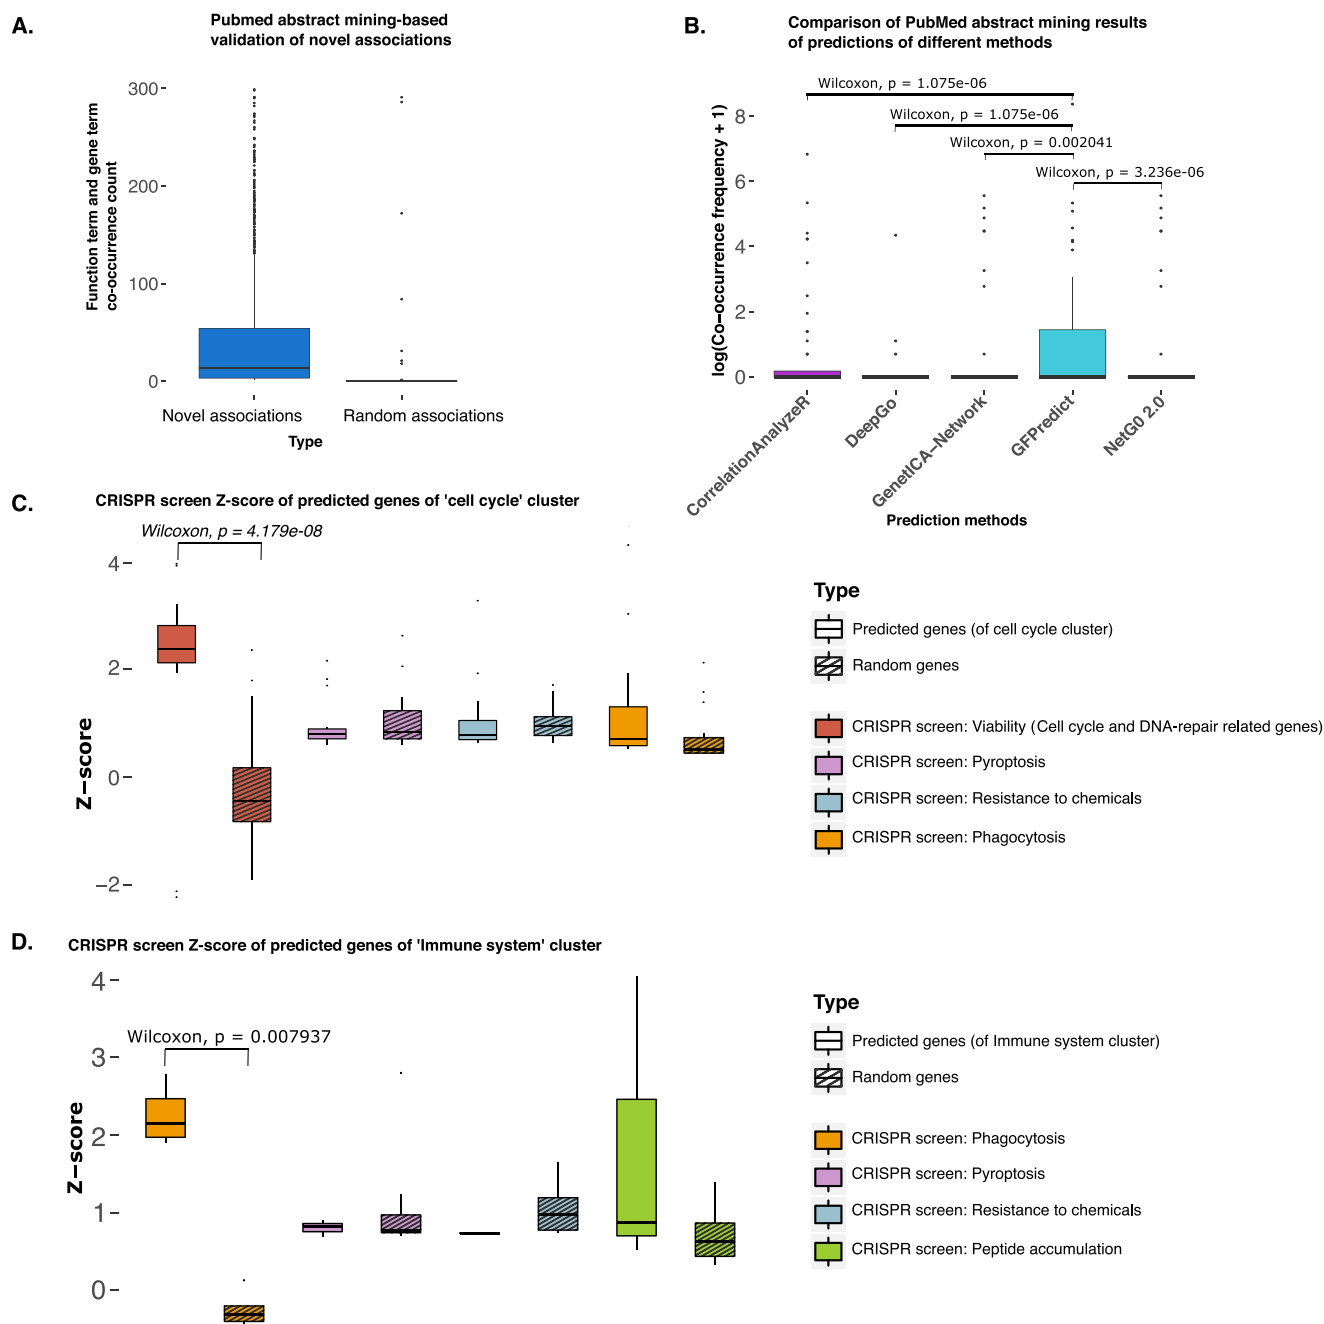 A.
Pubmed abstract mining-based
validation of novel associations
Function term and gene term
co-occurrence count
300
200
100
0
Novel associations
Random associations
Type
B.
Comparison of PubMed abstract mining results
of predictions of different methods
Wilcoxon, p = 1.075e-06
Wilcoxon, p = 1.075e-06
Wilcoxon, p = 0.002041
Wilcoxon, p = 3.236e-06
log(Co-occurrence frequency + 1)
8
6
4
2
0
CorrelationAnalyzeR
DeepGo
GenetICA-Network
GFPredict
NetG0 2.0
Prediction methods
C.
CRISPR screen Z-score of predicted genes of 'cell cycle' cluster
Wilcoxon, p = 4.179e-08
Z-score
4
2
0
-2
Type
Predicted genes (of cell cycle cluster)
Random genes
CRISPR screen: Viability (Cell cycle and DNA-repair related genes)
CRISPR screen: Pyroptosis
CRISPR screen: Resistance to chemicals
CRISPR screen: Phagocytosis
D.
CRISPR screen Z-score of predicted genes of 'Immune system' cluster
Wilcoxon, p = 0.007937
Z-score
4
3
2
1
0
Type
Predicted genes (of Immune system cluster)
Random genes
CRISPR screen: Phagocytosis
CRISPR screen: Pyroptosis
CRISPR screen: Resistance to chemicals
CRISPR screen: Peptide accumulation